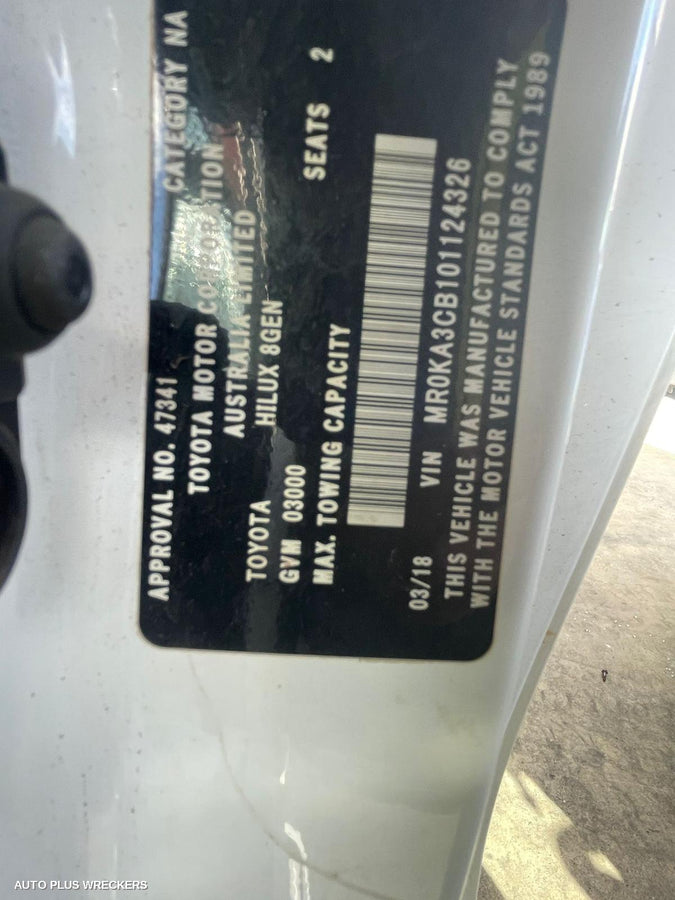 APPROVAL NO. 47341 CATEGORY NA
TOYOTA MOTOR CORPORATION
AUSTRALIA LIMITED
TOYOTA HILUX 8GEN
GVM 03000 SEATS 2
MAX. TOWING CAPACITY
03/18 VIN MR0KA3CB101124326
THIS VEHICLE WAS MANUFACTURED TO COMPLY
WITH THE MOTOR VEHICLE STANDARDS ACT 1989
AUTO PLUS WRECKERS